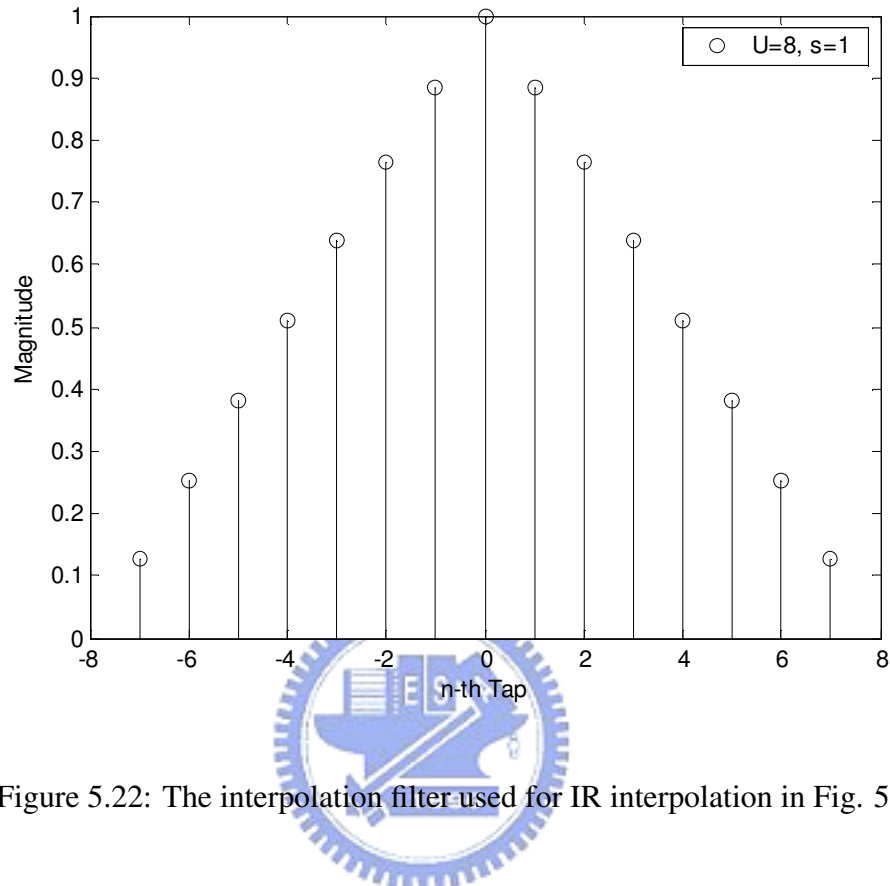 1
U=8, s=1
0.9
0.8
0.7
0.6
0.5
0.4
0.3
0.2
0.1
0
Magnitude
-8 -6 -4 -2 0 2 4 6 8
n-th Tap
E S
Figure 5.22: The interpolation filter used for IR interpolation in Fig. 5